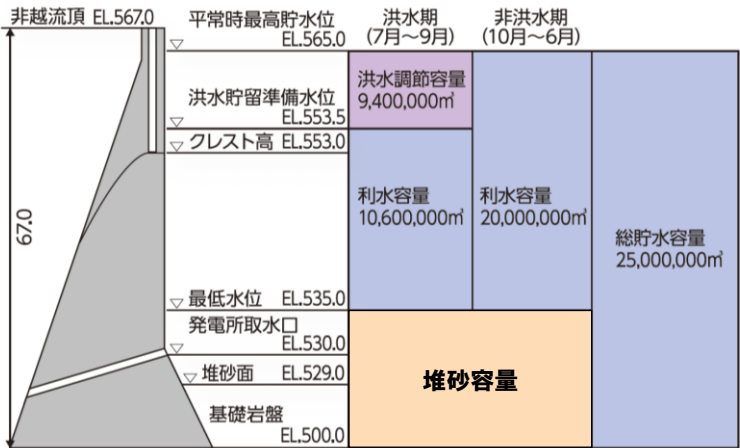 非越流頂 EL.567.0
平常時最高貯水位
EL.565.0
洪水期
(7月〜9月)
非洪水期
(10月〜6月)
洪水調節容量
9,400,000㎥
洪水貯留準備水位
EL.553.5
クレスト高 EL.553.0
67.0
利水容量
10,600,000㎥
利水容量
20,000,000㎥
総貯水容量
25,000,000㎥
最低水位 EL.535.0
発電所取水口
EL.530.0
堆砂面 EL.529.0
堆砂容量
基礎岩盤
EL.500.0